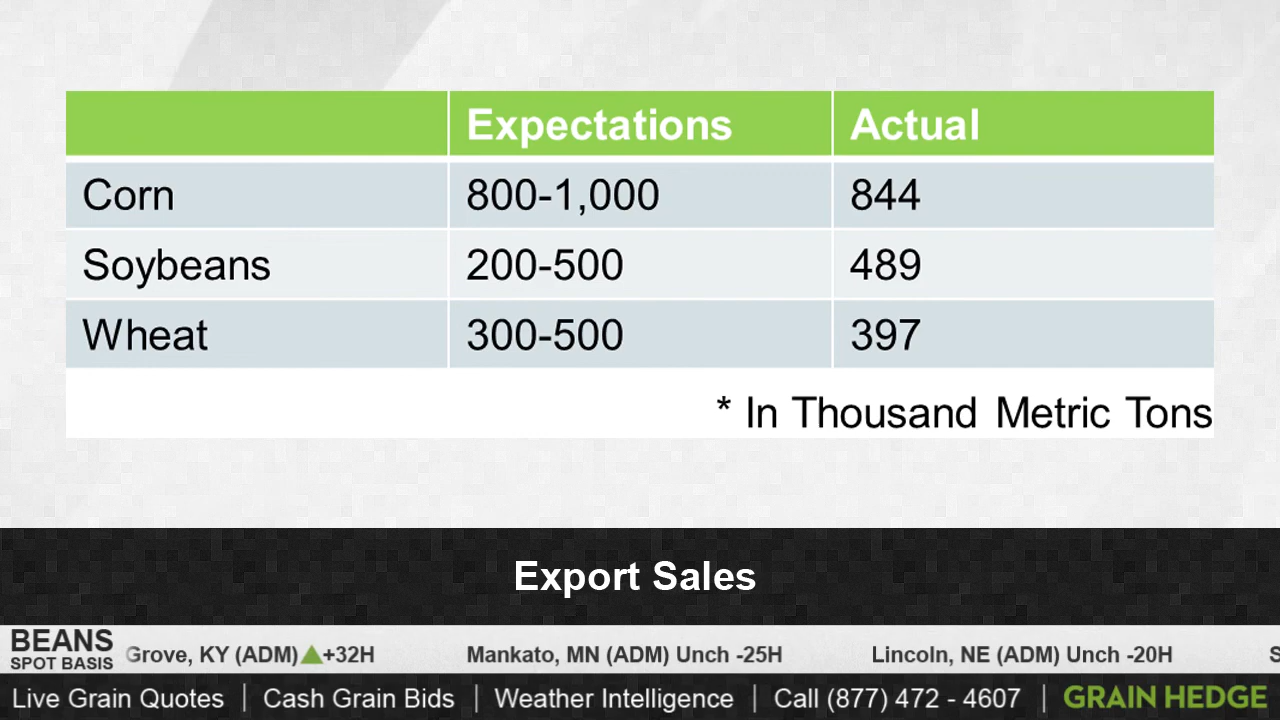 Expectations Actual
Corn 800-1,000 844
Soybeans 200-500 489
Wheat 300-500 397
* In Thousand Metric Tons
Export Sales
BEANS
SPOT BASIS Grove, KY (ADM) +32H Mankato, MN (ADM) Unch -25H Lincoln, NE (ADM) Unch -20H S
Live Grain Quotes | Cash Grain Bids | Weather Intelligence | Call (877) 472 - 4607 | GRAIN HEDGE